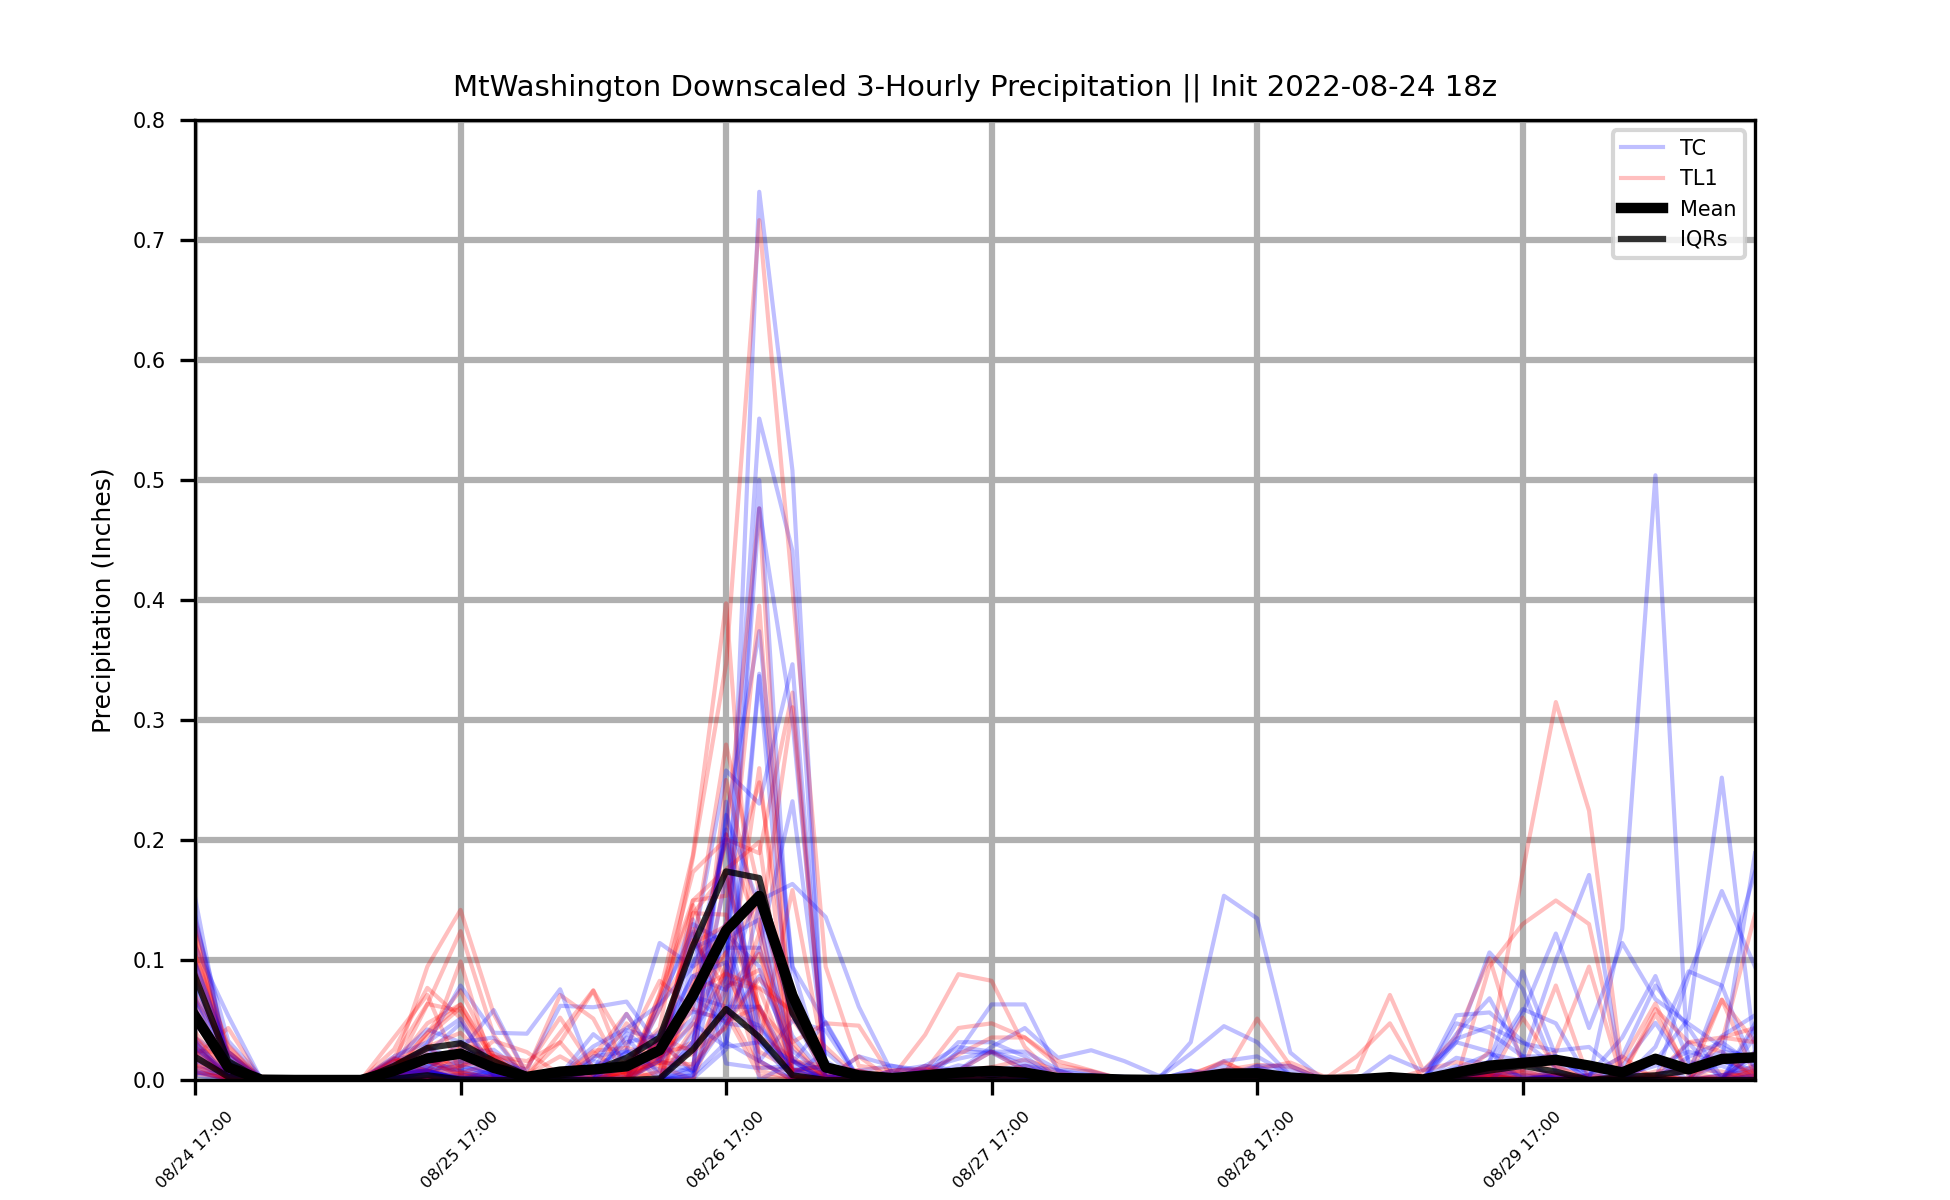 MtWashington Downscaled 3-Hourly Precipitation || Init 2022-08-24 18z
TC
TL1
Mean
IQRs
Precipitation (Inches)
0.8
0.7
0.6
0.5
0.4
0.3
0.2
0.1
0.0
08/24 17:00
08/25 17:00
08/26 17:00
08/27 17:00
08/28 17:00
08/29 17:00